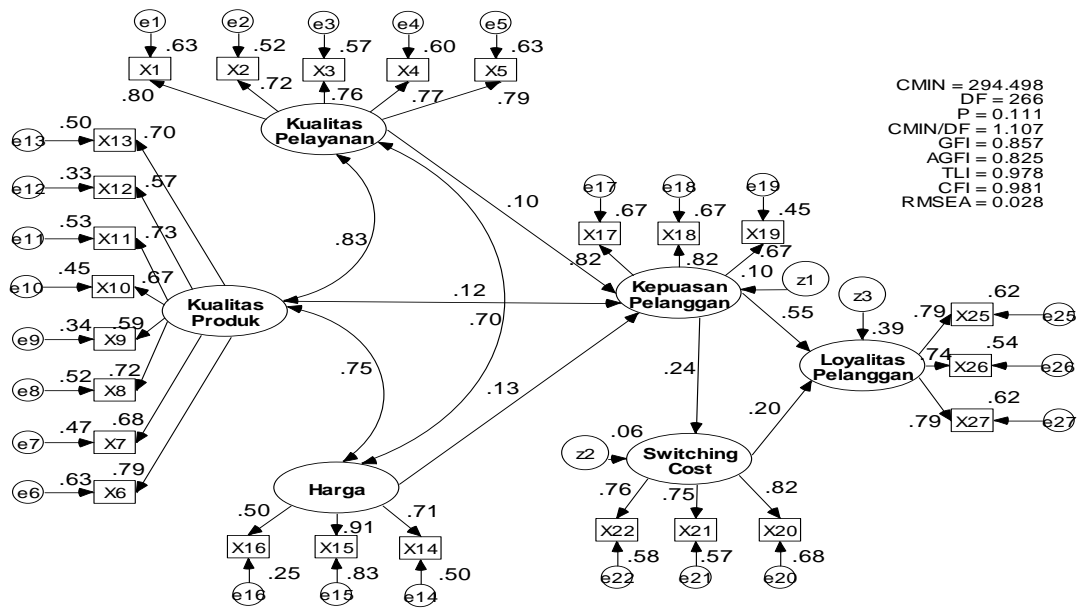 e1 e2 e3 e4 e5
.63 .52 .57 .60 .63
X1 X2 X3 X4 X5
.80 .72 .76 .77 .79
Kualitas
Pelayanan
CMIN = 294.498
DF = 266
P = 0.111
CMIN/DF = 1.107
GFI = 0.857
AGFI = 0.825
TLI = 0.978
CFI = 0.981
RMSEA = 0.028
e13 .50 X13 .70
e12 .33 X12 .57
e11 .53 X11 .73
e10 .45 X10 .67
e9 .34 X9 .59
e8 .52 X8 .72
e7 .47 X7 .68
e6 .63 X6 .79
Kualitas
Produk
.83
.70
.75
.10
.12
.13
Harga
.50 .91 .71
X16 X15 X14
.25 .83 .50
e16 e15 e14
e17 e18 e19
.67 .67 .45
X17 X18 X19
.82 .82 .67
Kepuasan
Pelanggan
.10 z1
.55
.24
.20
z3
.39
Loyalitas
Pelanggan
.79 X25 .62 e25
.74 X26 .54 e26
.79 X27 .62 e27
z2 .06
Switching
Cost
.76 .75 .82
X22 X21 X20
.58 .57 .68
e22 e21 e20